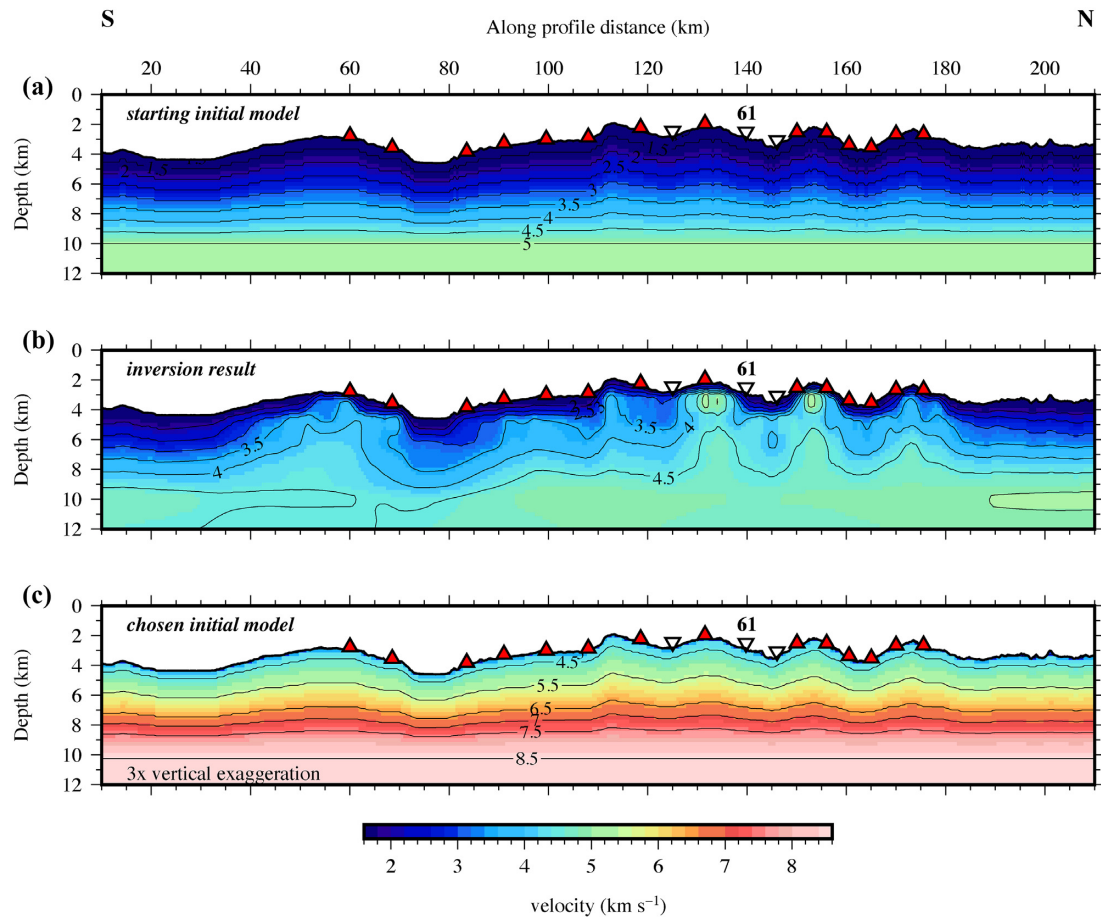 S N
Along profile distance (km)
20 40 60 80 100 120 140 160 180 200
(a)
starting initial model
61
Depth (km)
0
2
4
6
8
10
12
2 1.5 1.5 2 2.5 3 3.5 4 4.5 5
(b)
inversion result
61
Depth (km)
0
2
4
6
8
10
12
3.5 4 2.5 3.5 4 4 4.5
(c)
chosen initial model
61
Depth (km)
0
2
4
6
8
10
12
4.5 5.5 6.5 7 7.5 8.5
3x vertical exaggeration
2 3 4 5 6 7 8
velocity (km s⁻¹)